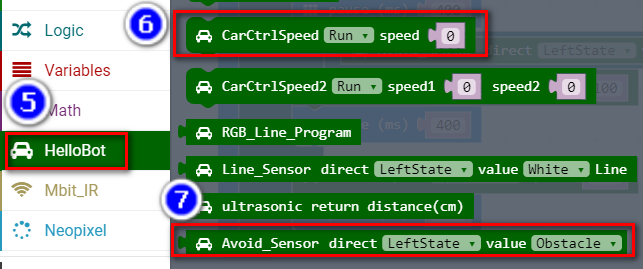 6
Logic
CarCtrlSpeed Run ▾ speed 0
Variables
5
CarCtrlSpeed2 Run ▾ speed1 0 speed2 0
100
Math
RGB_Line_Program
(ms) 400
HelloBot
Line_Sensor direct LeftState ▾ value White ▾ Line
Mbit_IR
7
ultrasonic return distance(cm)
Neopixel
Avoid_Sensor direct LeftState ▾ value Obstacle ▾